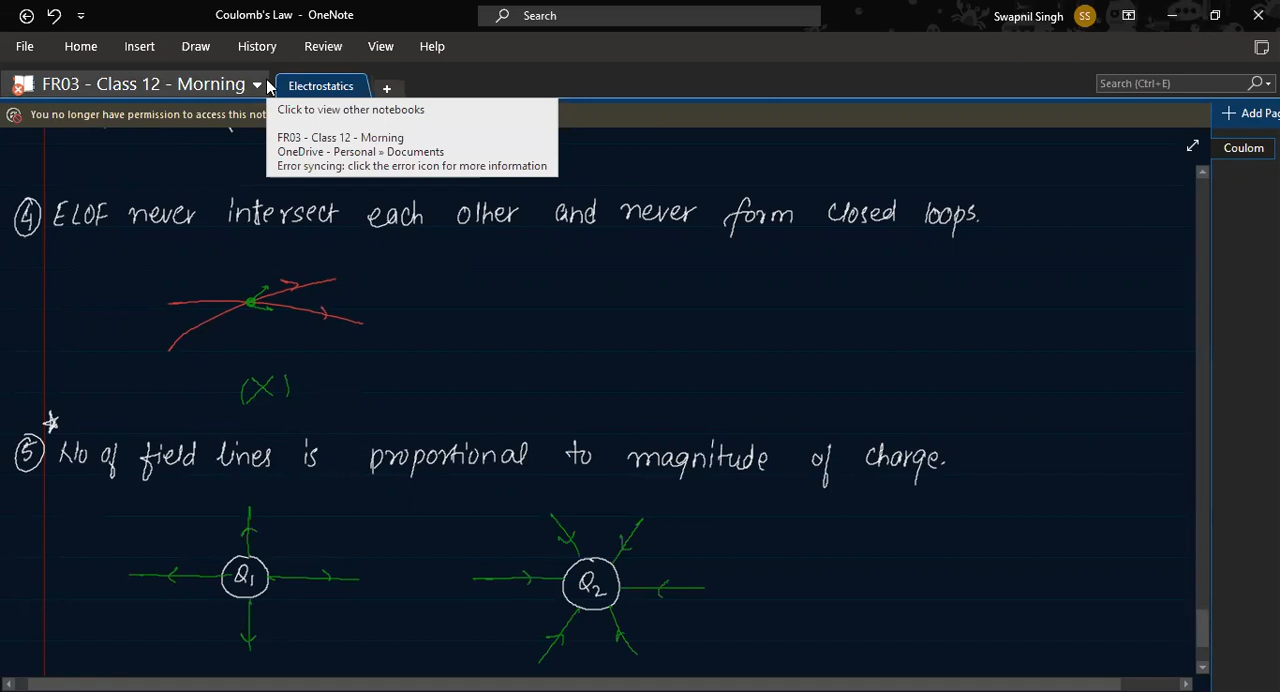 Coulomb's Law - OneNote
Search
Swapnil Singh
SS
File Home Insert Draw History Review View Help
FR03 - Class 12 - Morning
Electrostatics
+
Search (Ctrl+E)
You no longer have permission to access this not
Click to view other notebooks
FR03 - Class 12 - Morning
OneDrive - Personal » Documents
Error syncing: click the error icon for more information
+ Add Pag
Coulom
④ ELOF never intersect each other and never form closed loops.
(X)
⑤ No of field lines is proportional to magnitude of charge.
Q₁ Q₂